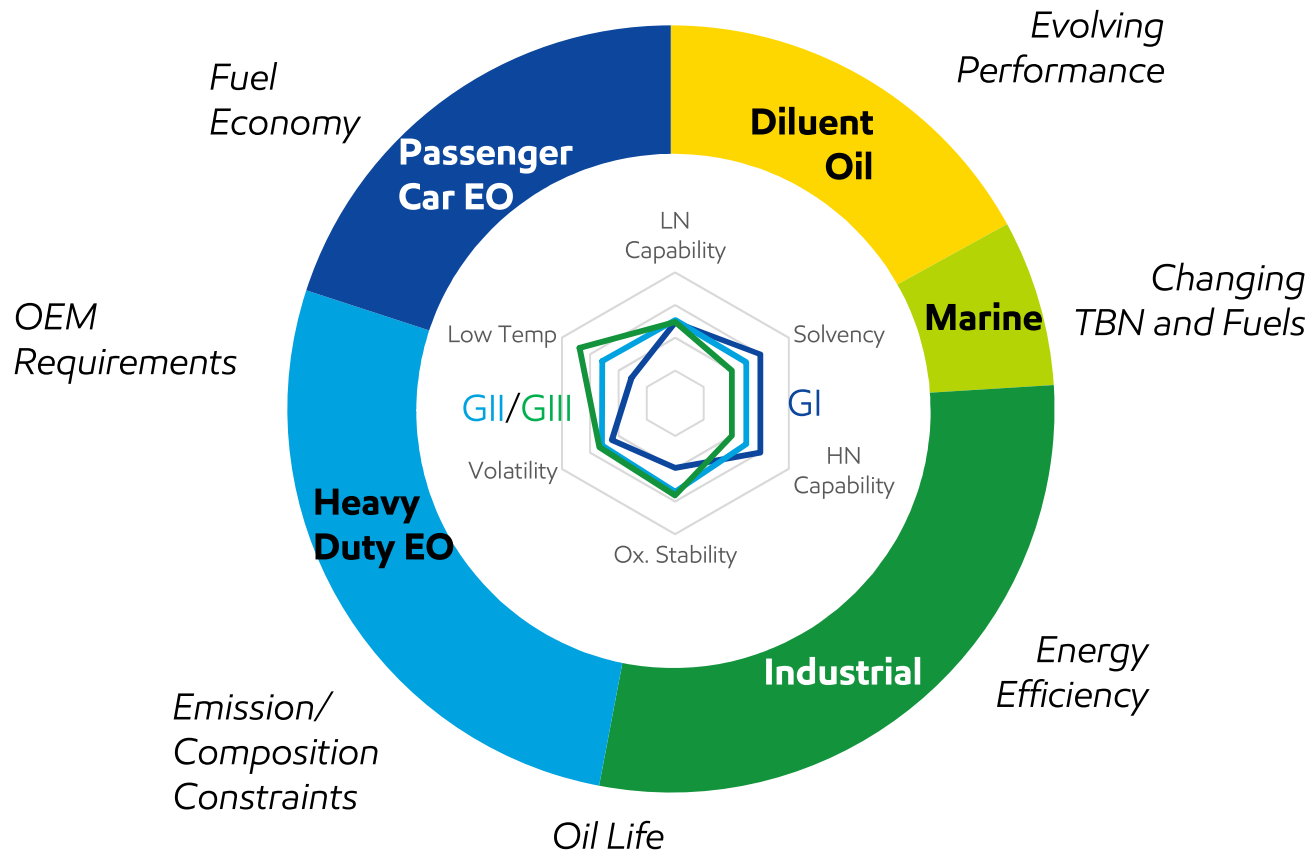 Evolving
Performance
Fuel
Economy
Diluent
Oil
Passenger
Car EO
LN
Capability
Changing
TBN and Fuels
OEM
Requirements
Marine
Low Temp
Solvency
GII/GIII
GI
Volatility
HN
Capability
Heavy
Duty EO
Ox. Stability
Energy
Efficiency
Industrial
Emission/
Composition
Constraints
Oil Life